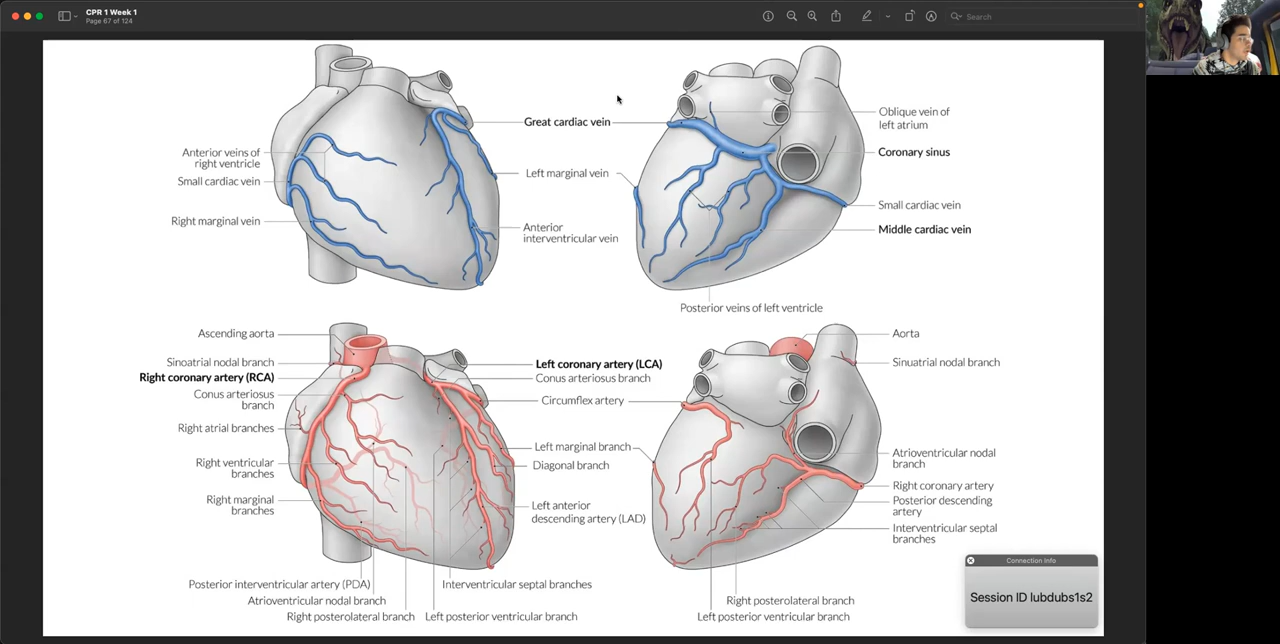 CPR 1 Week 1
Page 67 of 124
Search
Great cardiac vein
Anterior veins of
right ventricle
Small cardiac vein
Right marginal vein
Left marginal vein
Anterior
interventricular vein
Oblique vein of
left atrium
Coronary sinus
Small cardiac vein
Middle cardiac vein
Posterior veins of left ventricle
Ascending aorta
Sinoatrial nodal branch
Right coronary artery (RCA)
Conus arteriosus
branch
Right atrial branches
Right ventricular
branches
Right marginal
branches
Left coronary artery (LCA)
Conus arteriosus branch
Circumflex artery
Left marginal branch
Diagonal branch
Left anterior
descending artery (LAD)
Posterior interventricular artery (PDA)
Atrioventricular nodal branch
Right posterolateral branch
Interventricular septal branches
Left posterior ventricular branch
Aorta
Sinuatrial nodal branch
Atrioventricular nodal
branch
Right coronary artery
Posterior descending
artery
Interventricular septal
branches
Right posterolateral branch
Left posterior ventricular branch
Connection Info
Session ID lubdubs1s2